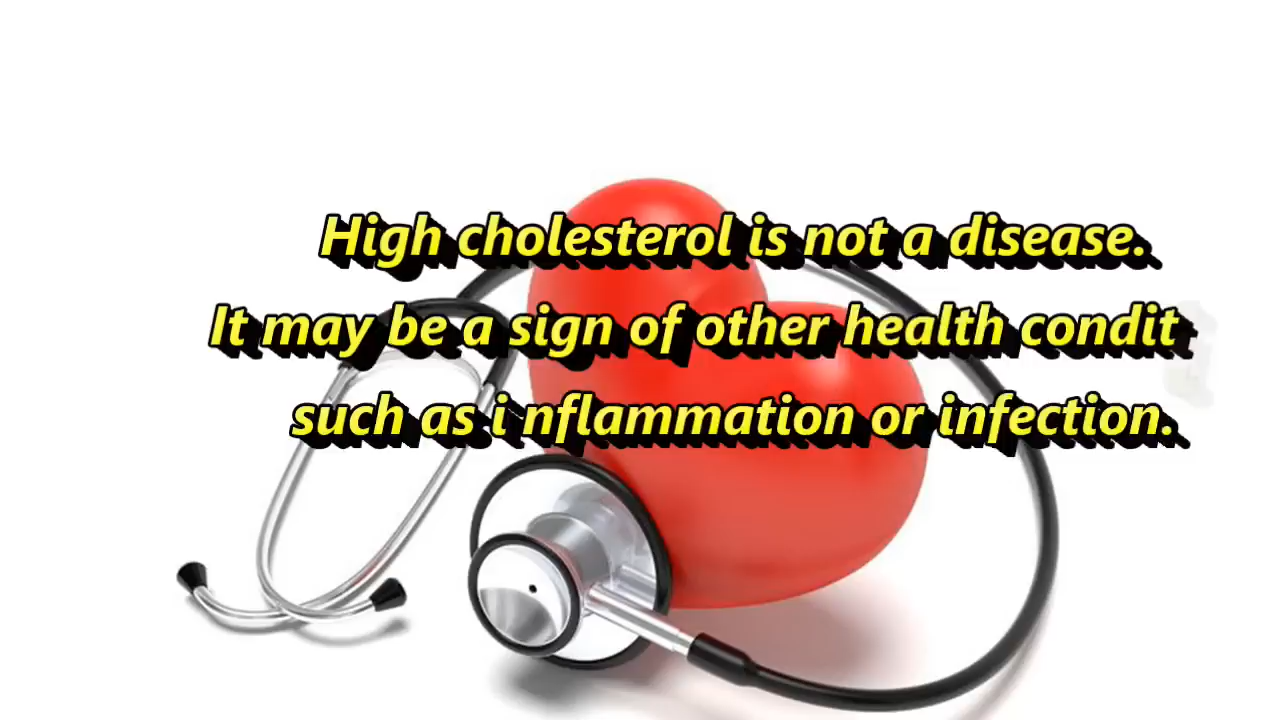 High cholesterol is not a disease.
It may be a sign of other health condit
such as i nflammation or infection.